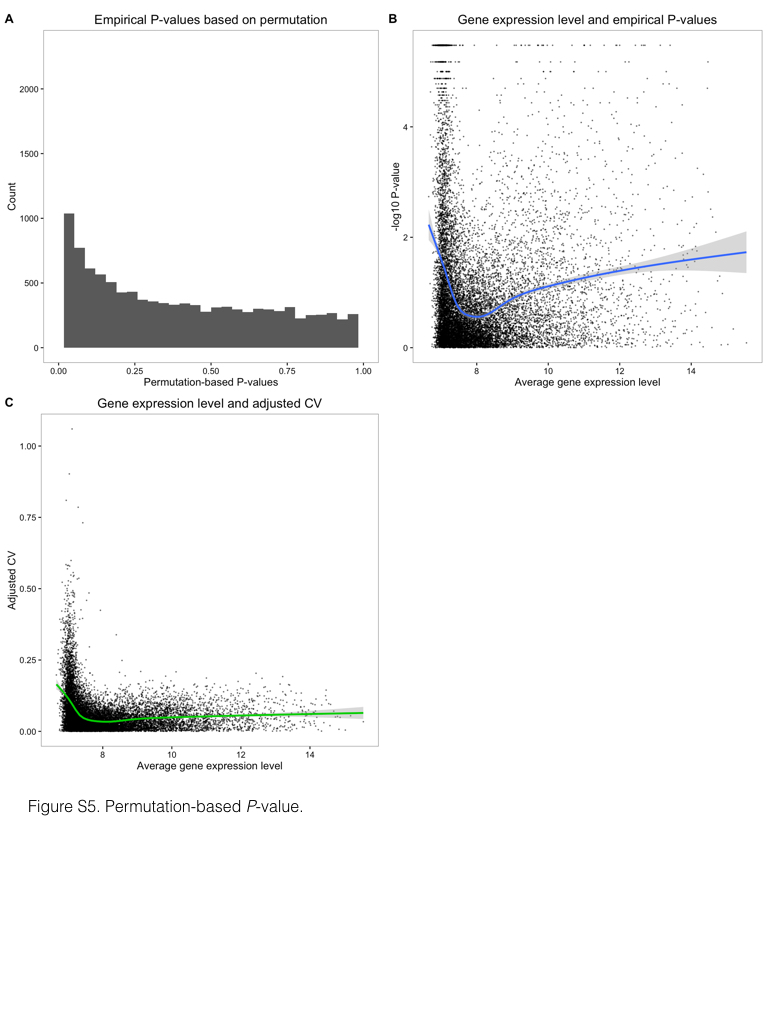 A
Empirical P-values based on permutation
2000
1500
1000
500
0
Count
0.00 0.25 0.50 0.75 1.00
Permutation-based P-values
B
Gene expression level and empirical P-values
4
2
0
-log10 P-value
8 10 12 14
Average gene expression level
C
Gene expression level and adjusted CV
1.00
0.75
0.50
0.25
0.00
Adjusted CV
8 10 12 14
Average gene expression level
Figure S5. Permutation-based P-value.